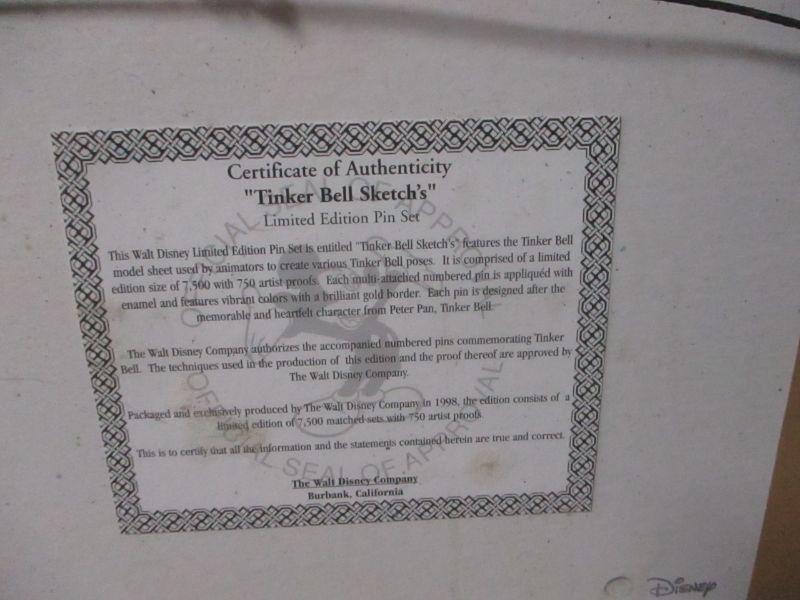 Certificate of Authenticity
"Tinker Bell Sketch's"
Limited Edition Pin Set
This Walt Disney Limited Edition Pin Set is entitled "Tinker Bell Sketch's" features the Tinker Bell
model sheet used by animators to create various Tinker Bell poses. It is comprised of a limited
edition size of 7,500 with 750 artist proofs. Each multi-attached numbered pin is appliquéd with
enamel and features vibrant colors with a brilliant gold border. Each pin is designed after the
memorable and heartfelt character from Peter Pan, Tinker Bell.
The Walt Disney Company authorizes the accompanied numbered pins commemorating Tinker
Bell. The techniques used in the production of this edition and the proof thereof are approved by
The Walt Disney Company.
Packaged and exclusively produced by The Walt Disney Company in 1998, the edition consists of a
limited edition of 7,500 matched sets with 750 artist proofs.
This is to certify that all the information and the statements contained herein are true and correct.
The Walt Disney Company
Burbank, California
OFFICIAL SEAL OF APPROVAL
OFFICIAL SEAL OF APPROVAL
DISNEY